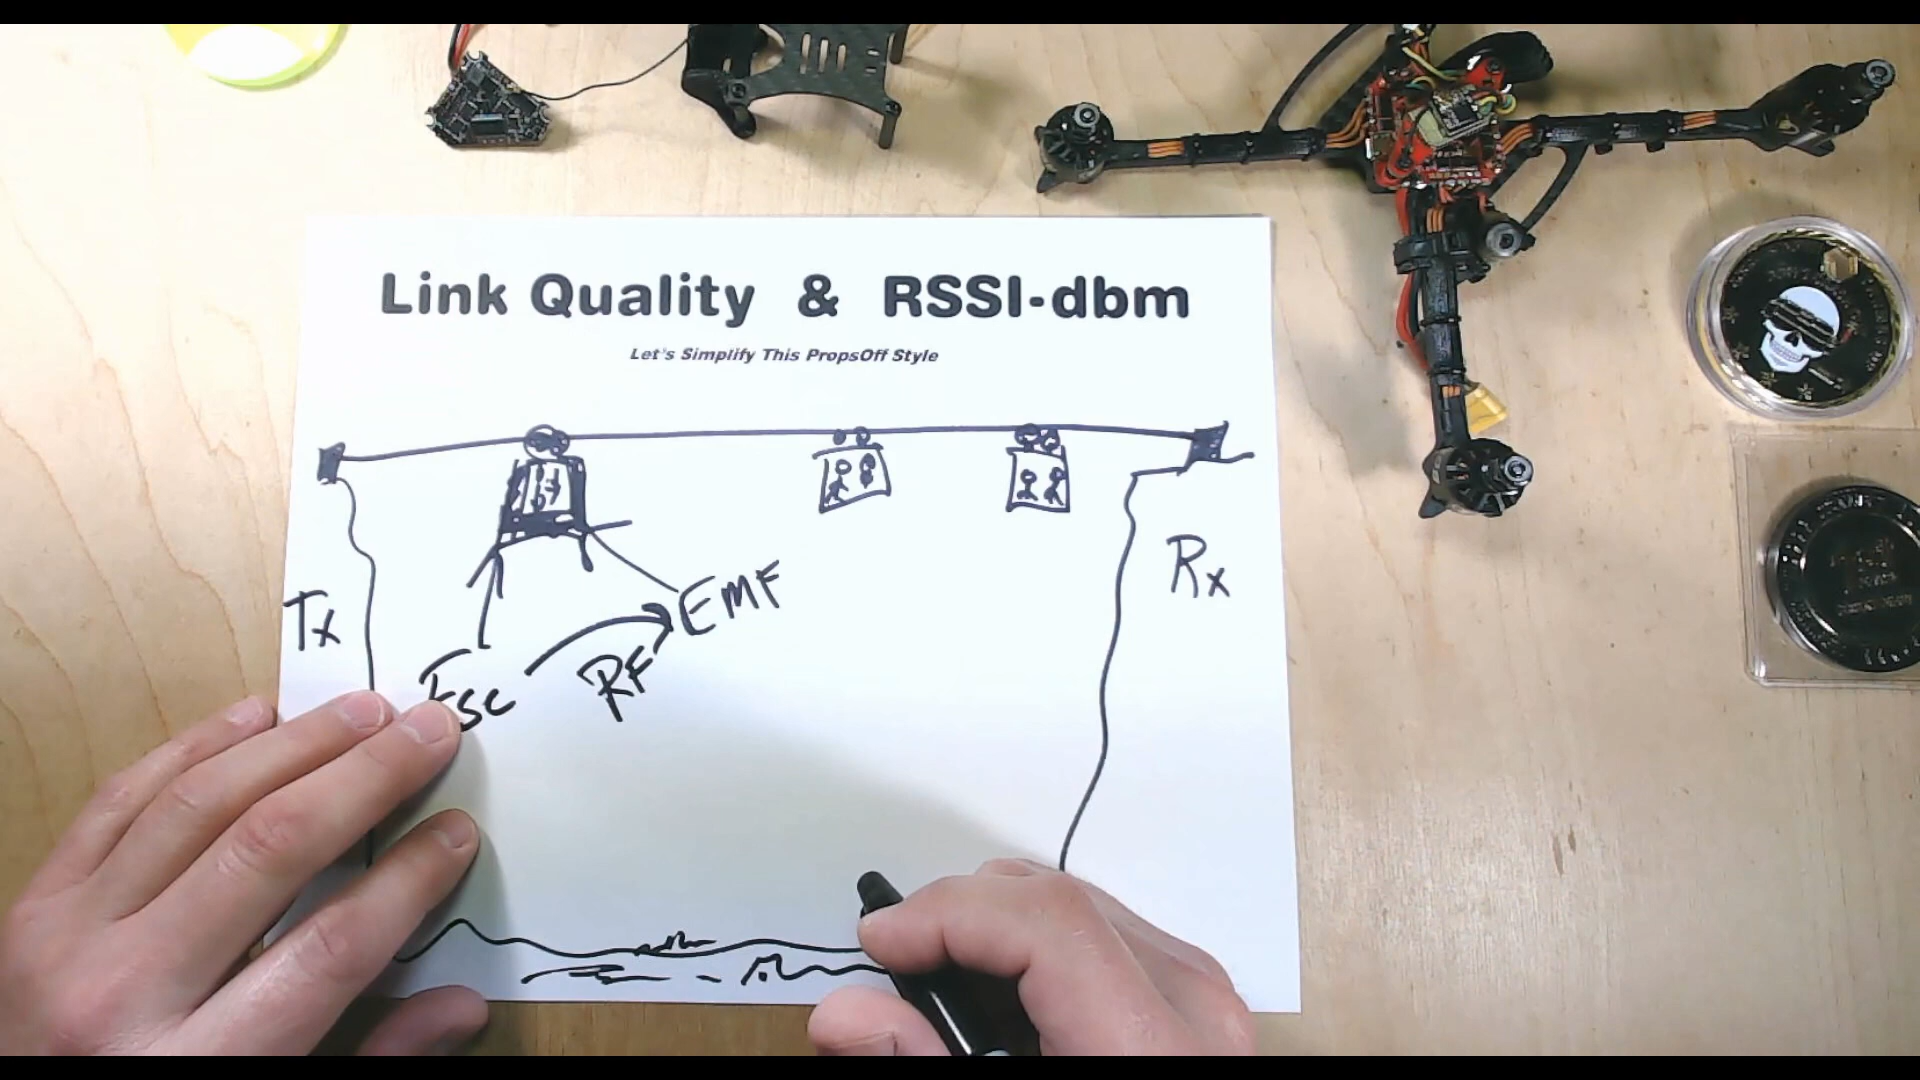 Link Quality & RSSI-dbm
Let's Simplify This PropsOff Style
Tx
Rx
EMF
RF
Esc